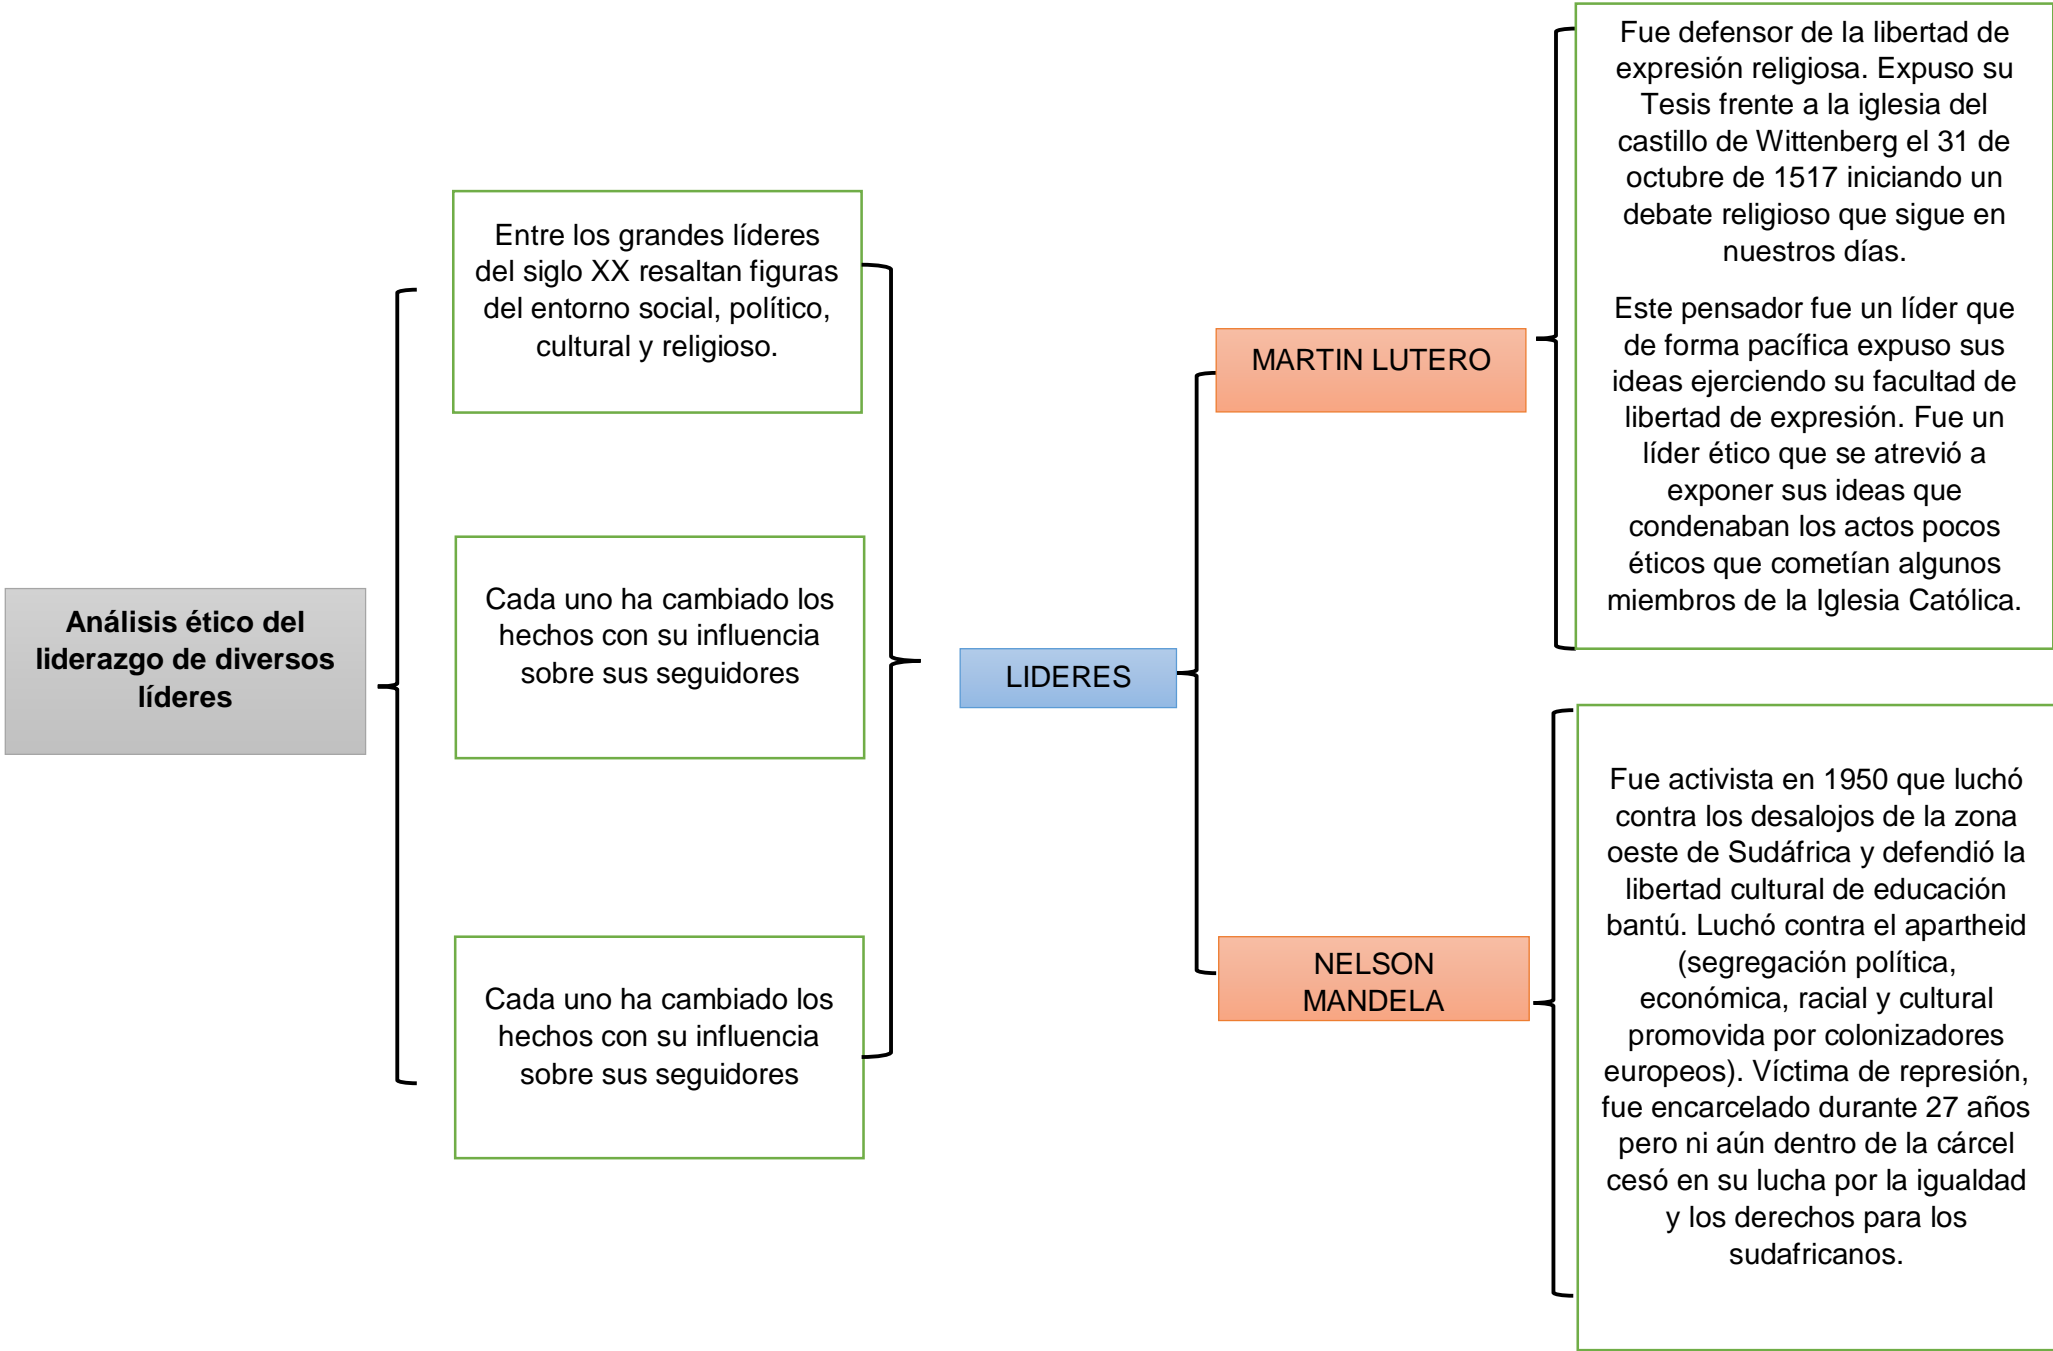 Análisis ético del
liderazgo de diversos
líderes
Entre los grandes líderes
del siglo XX resaltan figuras
del entorno social, político,
cultural y religioso.
Cada uno ha cambiado los
hechos con su influencia
sobre sus seguidores
Cada uno ha cambiado los
hechos con su influencia
sobre sus seguidores
LIDERES
MARTIN LUTERO
Fue defensor de la libertad de
expresión religiosa. Expuso su
Tesis frente a la iglesia del
castillo de Wittenberg el 31 de
octubre de 1517 iniciando un
debate religioso que sigue en
nuestros días.
Este pensador fue un líder que
de forma pacífica expuso sus
ideas ejerciendo su facultad de
libertad de expresión. Fue un
líder ético que se atrevió a
exponer sus ideas que
condenaban los actos pocos
éticos que cometían algunos
miembros de la Iglesia Católica.
NELSON
MANDELA
Fue activista en 1950 que luchó
contra los desalojos de la zona
oeste de Sudáfrica y defendió la
libertad cultural de educación
bantú. Luchó contra el apartheid
(segregación política,
económica, racial y cultural
promovida por colonizadores
europeos). Víctima de represión,
fue encarcelado durante 27 años
pero ni aún dentro de la cárcel
cesó en su lucha por la igualdad
y los derechos para los
sudafricanos.